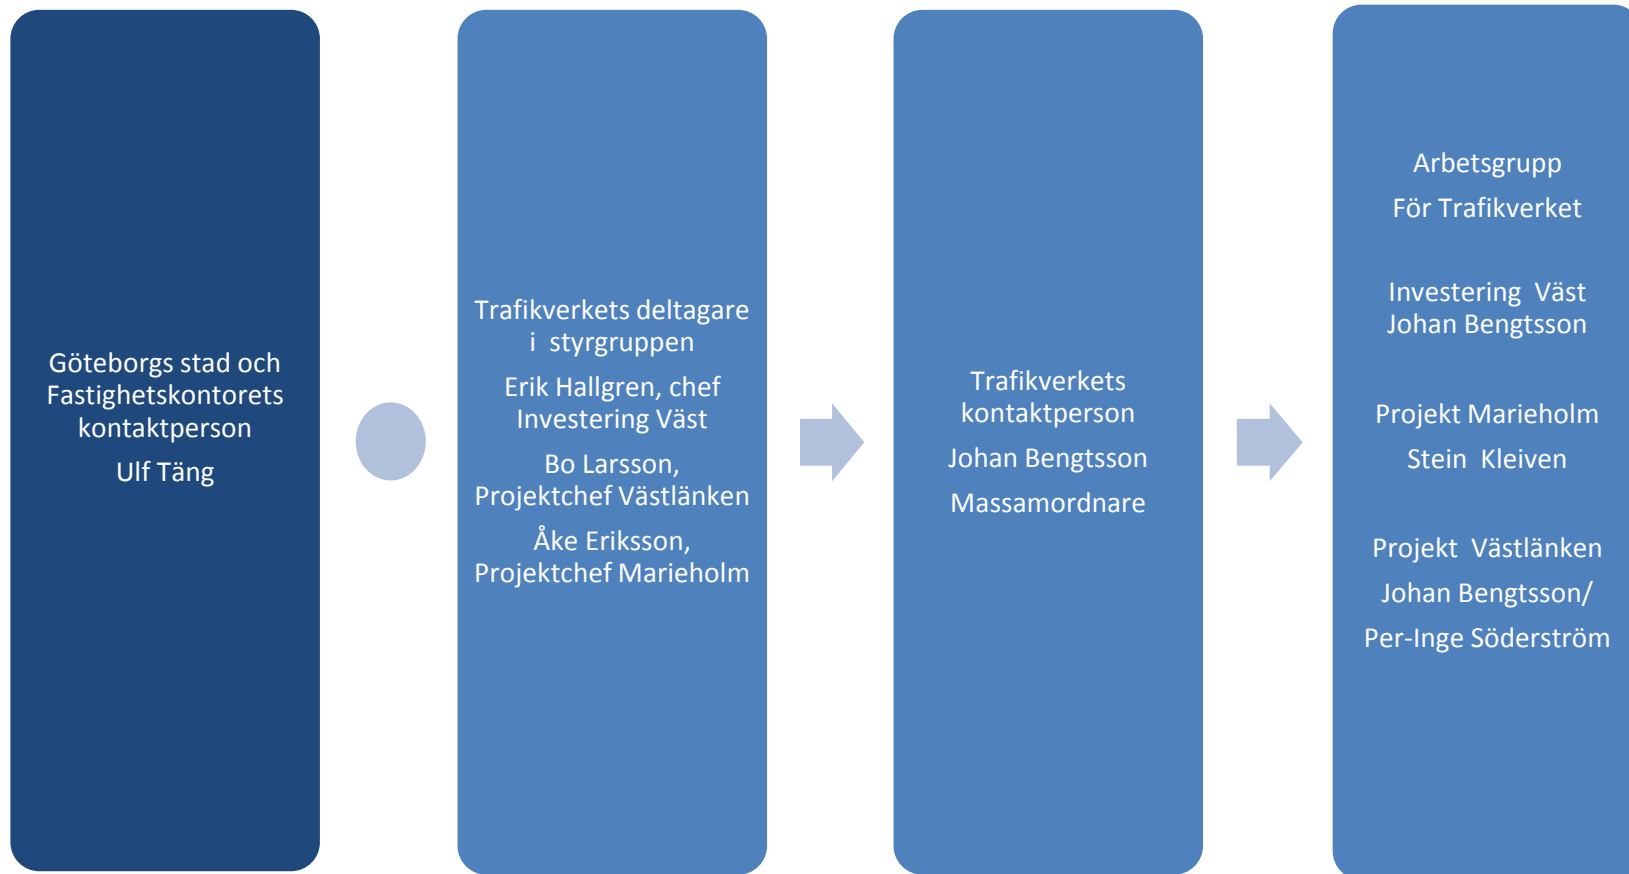 Göteborgs stad och
Fastighetskontorets
kontaktperson
Ulf Täng
Trafikverkets deltagare
i styrgruppen
Erik Hallgren, chef
Investering Väst
Bo Larsson,
Projektchef Västlänken
Åke Eriksson,
Projektchef Marieholm
Trafikverkets
kontaktperson
Johan Bengtsson
Massamordnare
Arbetsgrupp
För Trafikverket
Investering Väst
Johan Bengtsson
Projekt Marieholm
Stein Kleiven
Projekt Västlänken
Johan Bengtsson/
Per-Inge Söderström